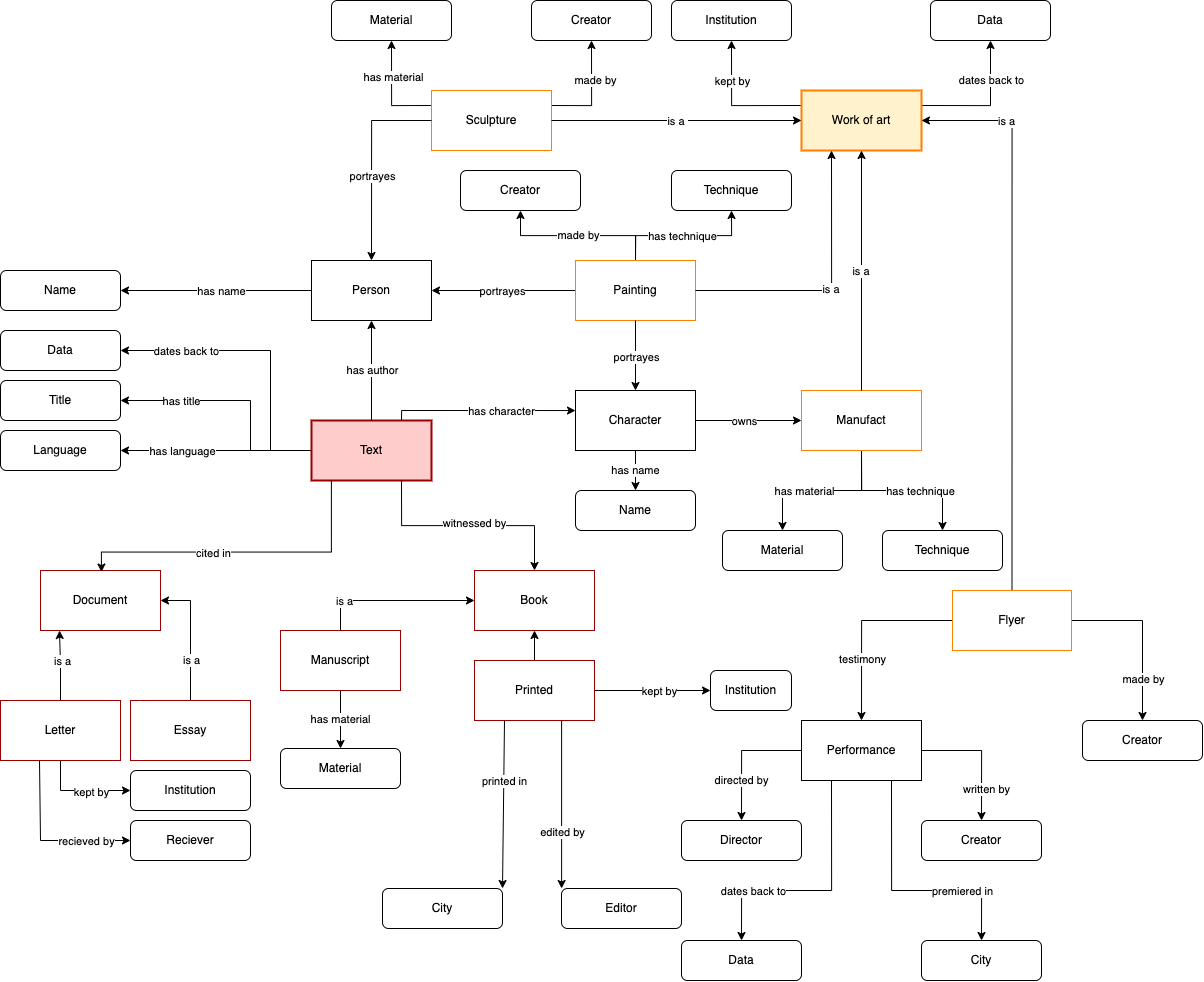 Material
Creator
Institution
Data
has material
made by
kept by
dates back to
Sculpture
is a
Work of art
is a
portrayes
Creator
Technique
made by
has technique
is a
Name
has name
Person
portrayes
Painting
is a
Data
dates back to
has author
portrayes
Title
has title
has character
Character
owns
Manufact
Language
has language
Text
has name
has material
has technique
Name
witnessed by
cited in
Material
Technique
Document
is a
Book
Flyer
is a
is a
Manuscript
testimony
Printed
kept by
Institution
made by
Letter
Essay
has material
Performance
Creator
Material
printed in
directed by
written by
kept by
Institution
edited by
recieved by
Reciever
Director
Creator
dates back to
premiered in
City
Editor
Data
City